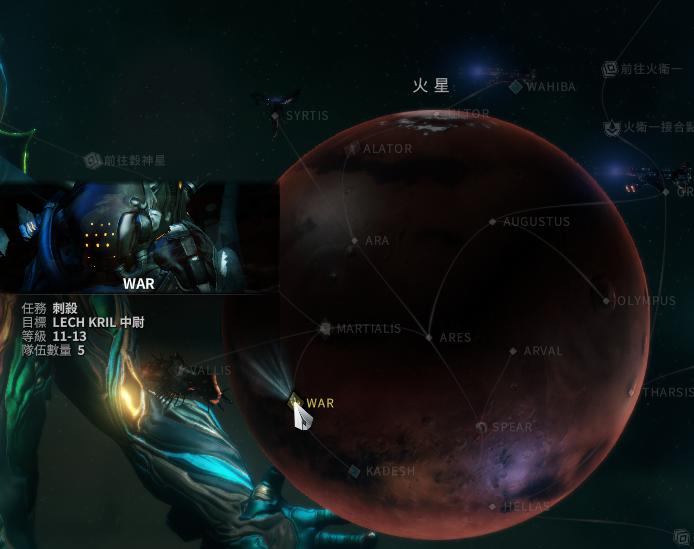 火星
WAHIBA
前往火衛一
SYRTIS
火衛一接合點
ALATOR
前往穀神星
AUGUSTUS
ARA
WAR
OLYMPUS
任務 刺殺
目標 LECH KRIL 中尉
等級 11-13
隊伍數量 5
MARTIALIS
ARES
ARVAL
VALLIS
THARSIS
WAR
SPEAR
KADESH
HELLAS